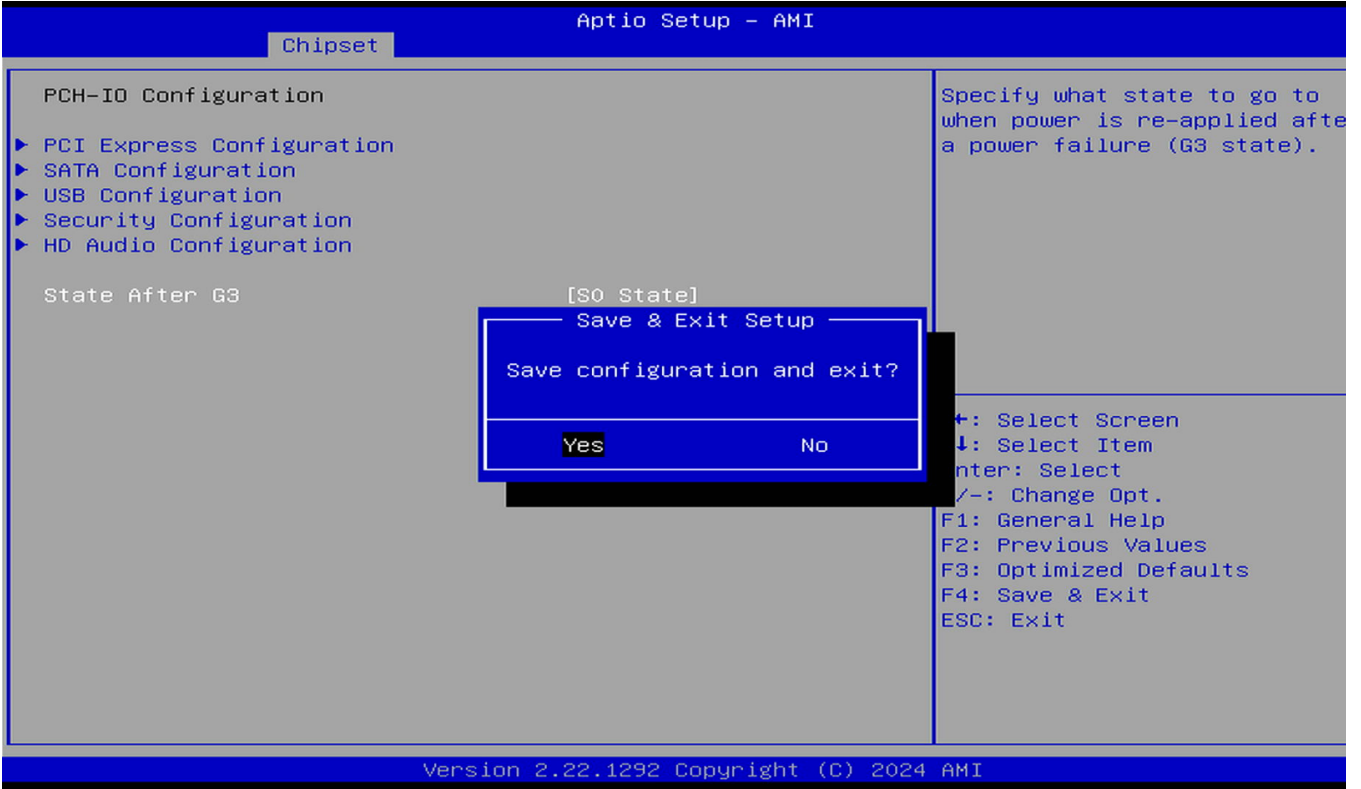 Aptio Setup – AMI
Chipset
PCH-IO Configuration
PCI Express Configuration
SATA Configuration
USB Configuration
Security Configuration
HD Audio Configuration
State After G3 [S0 State]
Specify what state to go to
when power is re-applied afte
a power failure (G3 state).
Save & Exit Setup
Save configuration and exit?
Yes No
←: Select Screen
↓: Select Item
nter: Select
/-: Change Opt.
F1: General Help
F2: Previous Values
F3: Optimized Defaults
F4: Save & Exit
ESC: Exit
Version 2.22.1292 Copyright (C) 2024 AMI